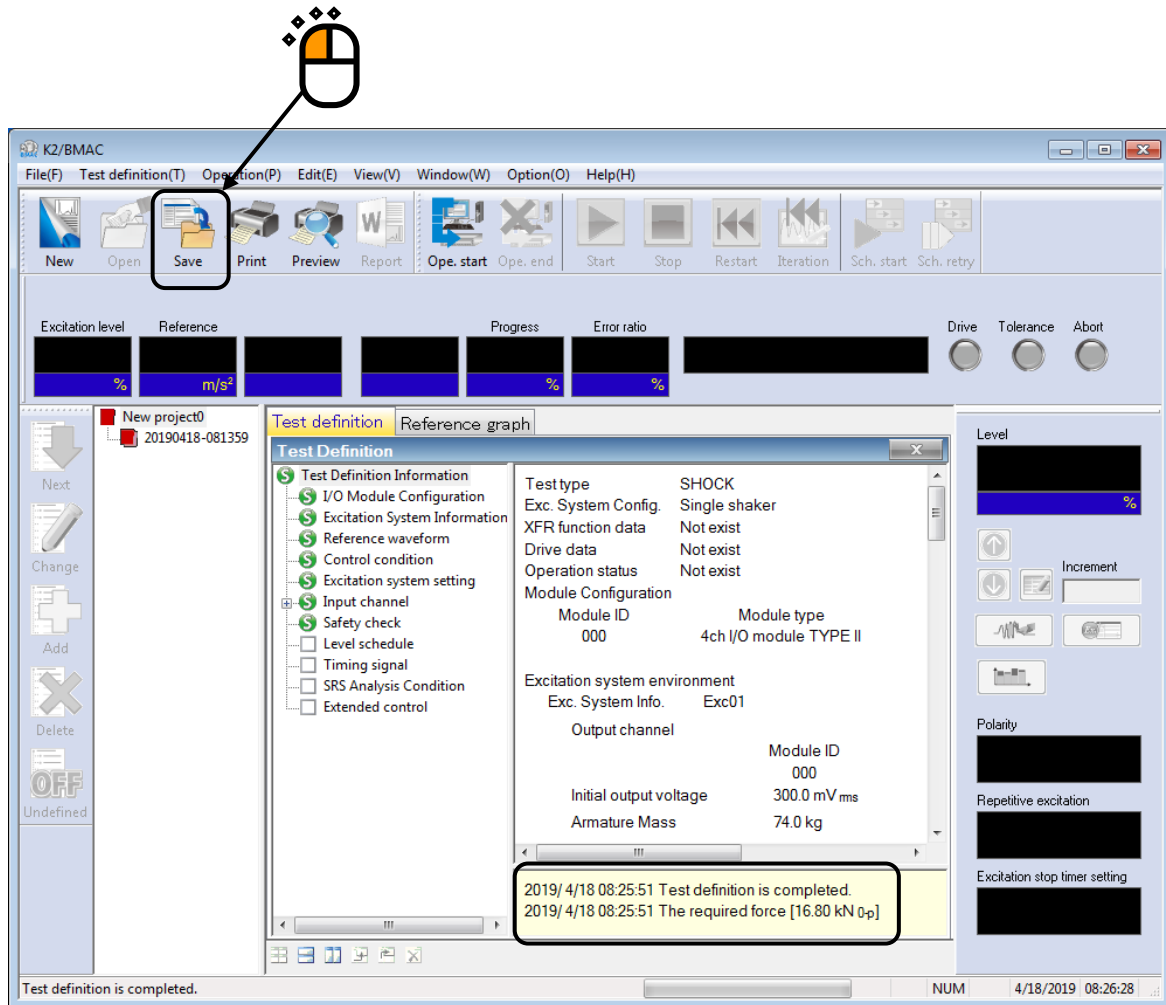 K2/BMAC
File(F) Test definition(T) Operation(P) Edit(E) View(V) Window(W) Option(O) Help(H)
New Open Save Print Preview Report Ope. start Ope. end Start Stop Restart Iteration Sch. start Sch. retry
Excitation level Reference Progress Error ratio Drive Tolerance Abort
% m/s² % %
New project0
20190418-081359
Next
Change
Add
Delete
OFF
Undefined
Test definition Reference graph
Test Definition
Test Definition Information
I/O Module Configuration
Excitation System Information
Reference waveform
Control condition
Excitation system setting
Input channel
Safety check
Level schedule
Timing signal
SRS Analysis Condition
Extended control
Test type SHOCK
Exc. System Config. Single shaker
XFR function data Not exist
Drive data Not exist
Operation status Not exist
Module Configuration
Module ID Module type
000 4ch I/O module TYPE II
Excitation system environment
Exc. System Info. Exc01
Output channel
Module ID
000
Initial output voltage 300.0 mV rms
Armature Mass 74.0 kg
2019/ 4/18 08:25:51 Test definition is completed.
2019/ 4/18 08:25:51 The required force [16.80 kN 0-p]
Level
%
Increment
Polarity
Repetitive excitation
Excitation stop timer setting
Test definition is completed. NUM 4/18/2019 08:26:28